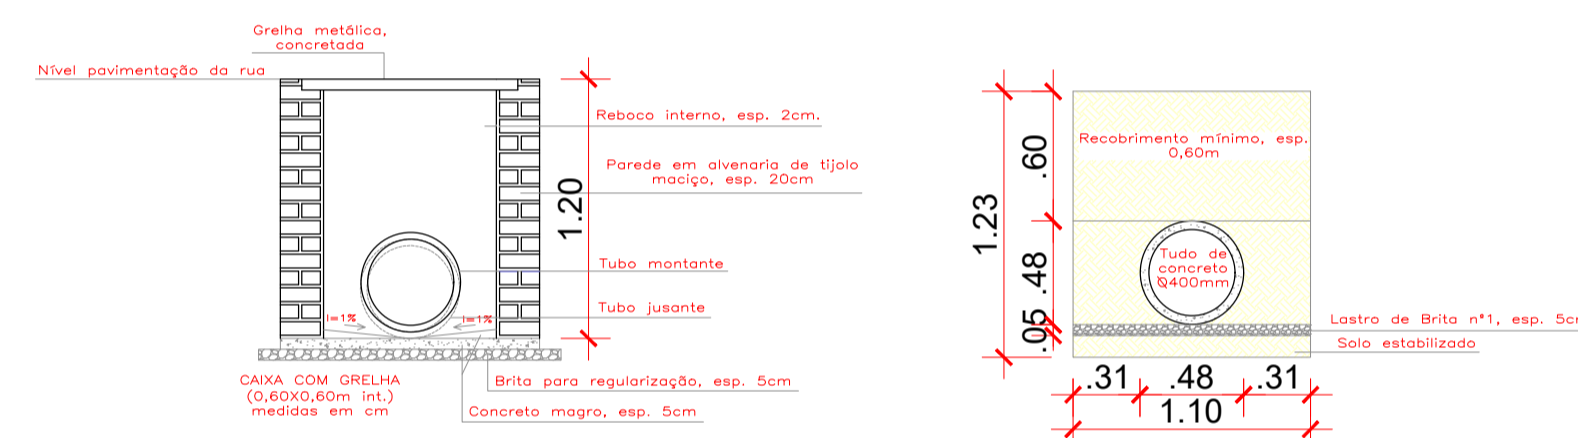 Grelha metálica,
concretada
Nível pavimentação da rua
Reboco interno, esp. 2cm.
Parede em alvenaria de tijolo
maciço, esp. 20cm
1.20
Tubo montante
Tubo jusante
I=1%
I=1%
CAIXA COM GRELHA
(0,60X0,60m int.)
medidas em cm
Brita para regularização, esp. 5cm
Concreto magro, esp. 5cm
1.23
.60
.48
.05
Recobrimento mínimo, esp.
0,60m
Tudo de
concreto
Ø400mm
Lastro de Brita n°1, esp. 5c
Solo estabilizado
.31
.48
.31
1.10